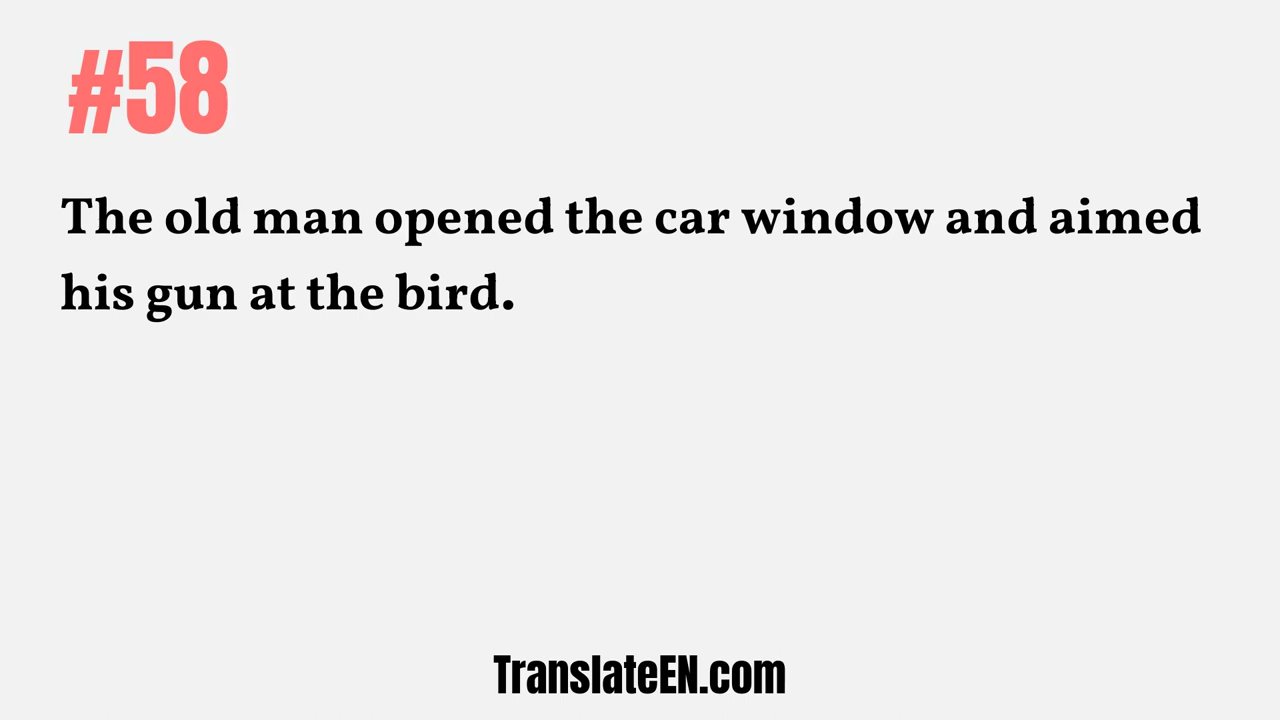 #58
The old man opened the car window and aimed
his gun at the bird.
TranslateEN.com